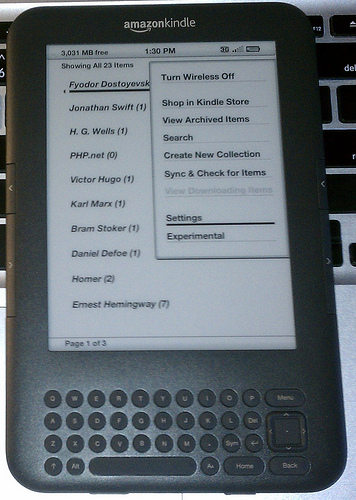 amazonkindle
3,031 MB free 1:30 PM 3G
Showing All 23 Items
Fyodor Dostoyevsk
Jonathan Swift (1)
H. G. Wells (1)
PHP.net (0)
Victor Hugo (1)
Karl Marx (1)
Bram Stoker (1)
Daniel Defoe (1)
Homer (2)
Ernest Hemingway (7)
Page 1 of 3
Turn Wireless Off
Shop in Kindle Store
View Archived Items
Search
Create New Collection
Sync & Check for Items
View Downloading Items
Settings
Experimental
Q W E R T Y U I O P Menu
A S D F G H J K L Del
Z X C V B N M . Sym
Alt Aa Home Back
F12
del